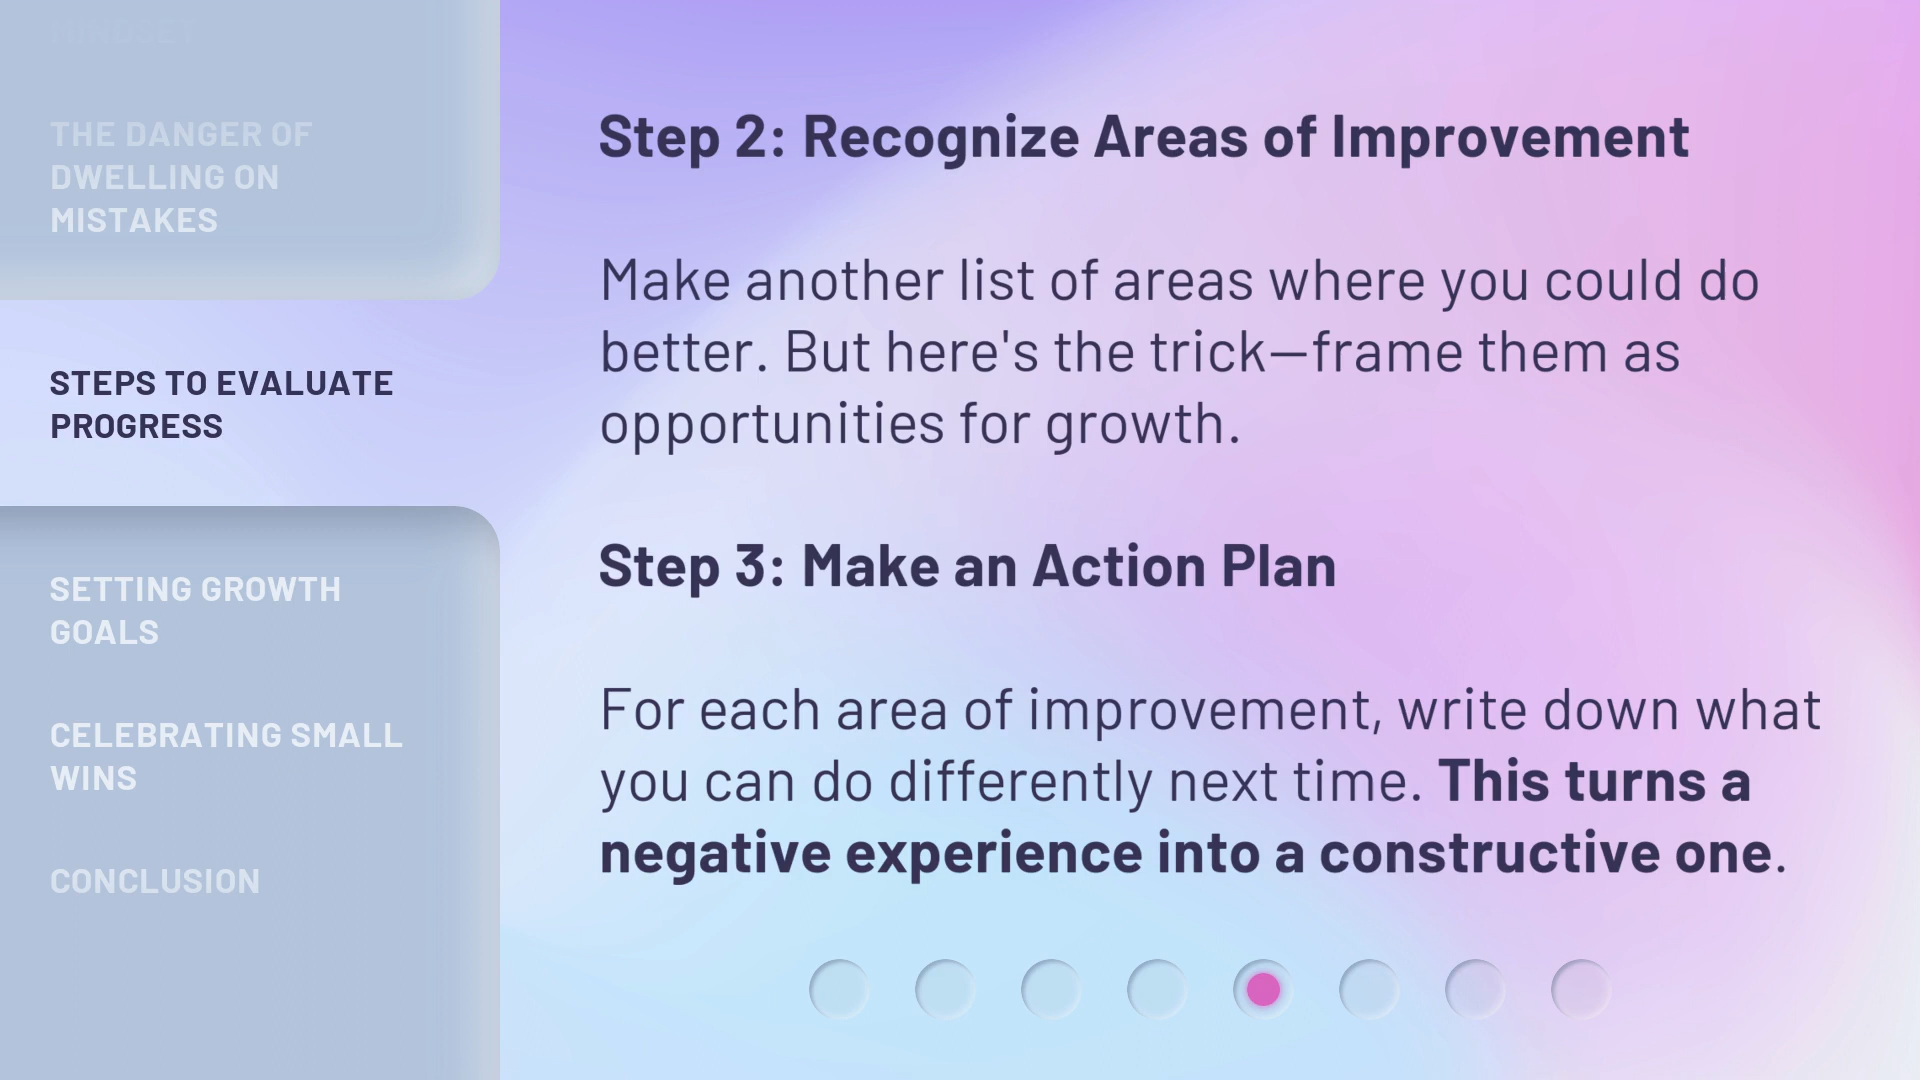 MINDSET
THE DANGER OF
DWELLING ON
MISTAKES
STEPS TO EVALUATE
PROGRESS
SETTING GROWTH
GOALS
CELEBRATING SMALL
WINS
CONCLUSION
Step 2: Recognize Areas of Improvement
Make another list of areas where you could do
better. But here's the trick—frame them as
opportunities for growth.
Step 3: Make an Action Plan
For each area of improvement, write down what
you can do differently next time. This turns a
negative experience into a constructive one.